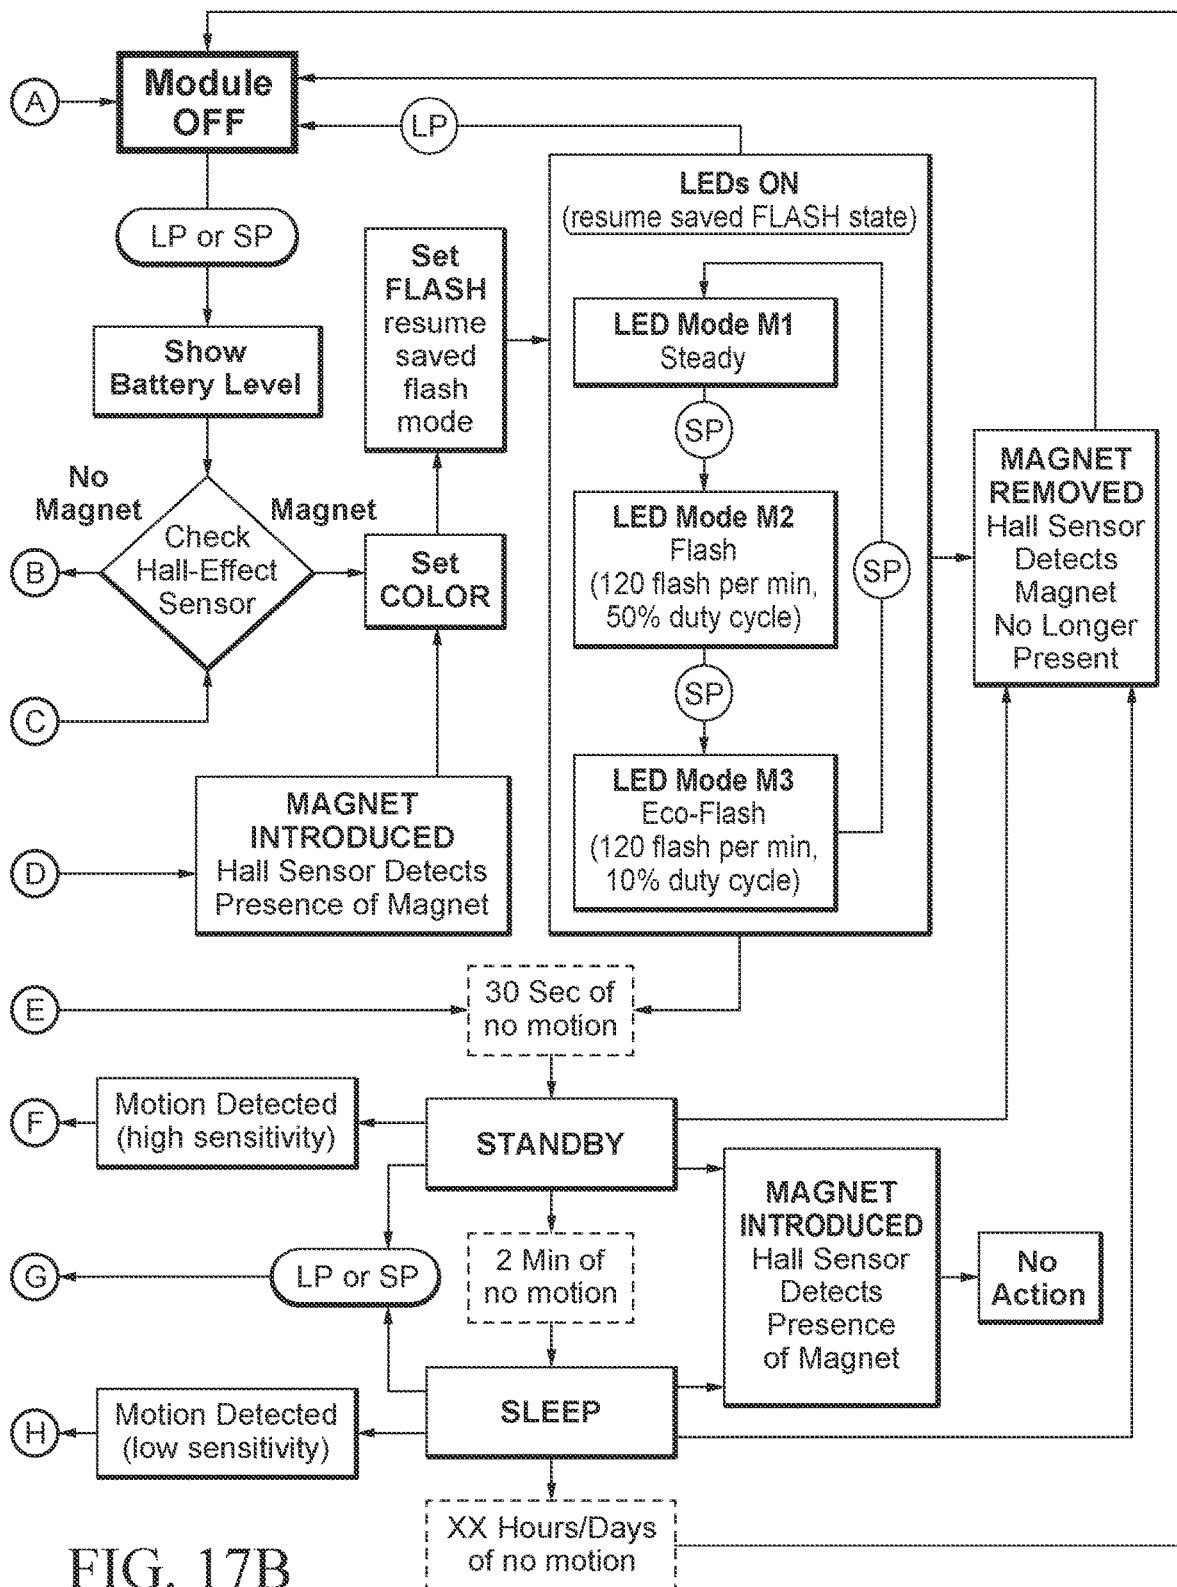 A
Module
OFF
LP
LP or SP
Show
Battery Level
No
Magnet
Magnet
Check
Hall-Effect
Sensor
B
C
Set
FLASH
resume
saved
flash
mode
Set
COLOR
D
MAGNET
INTRODUCED
Hall Sensor Detects
Presence of Magnet
LEDs ON
(resume saved FLASH state)
LED Mode M1
Steady
SP
LED Mode M2
Flash
(120 flash per min,
50% duty cycle)
SP
SP
LED Mode M3
Eco-Flash
(120 flash per min,
10% duty cycle)
MAGNET
REMOVED
Hall Sensor
Detects
Magnet
No Longer
Present
E
30 Sec of
no motion
F
Motion Detected
(high sensitivity)
STANDBY
G
LP or SP
2 Min of
no motion
MAGNET
INTRODUCED
Hall Sensor
Detects
Presence
of Magnet
No
Action
H
Motion Detected
(low sensitivity)
SLEEP
XX Hours/Days
of no motion
FIG. 17B